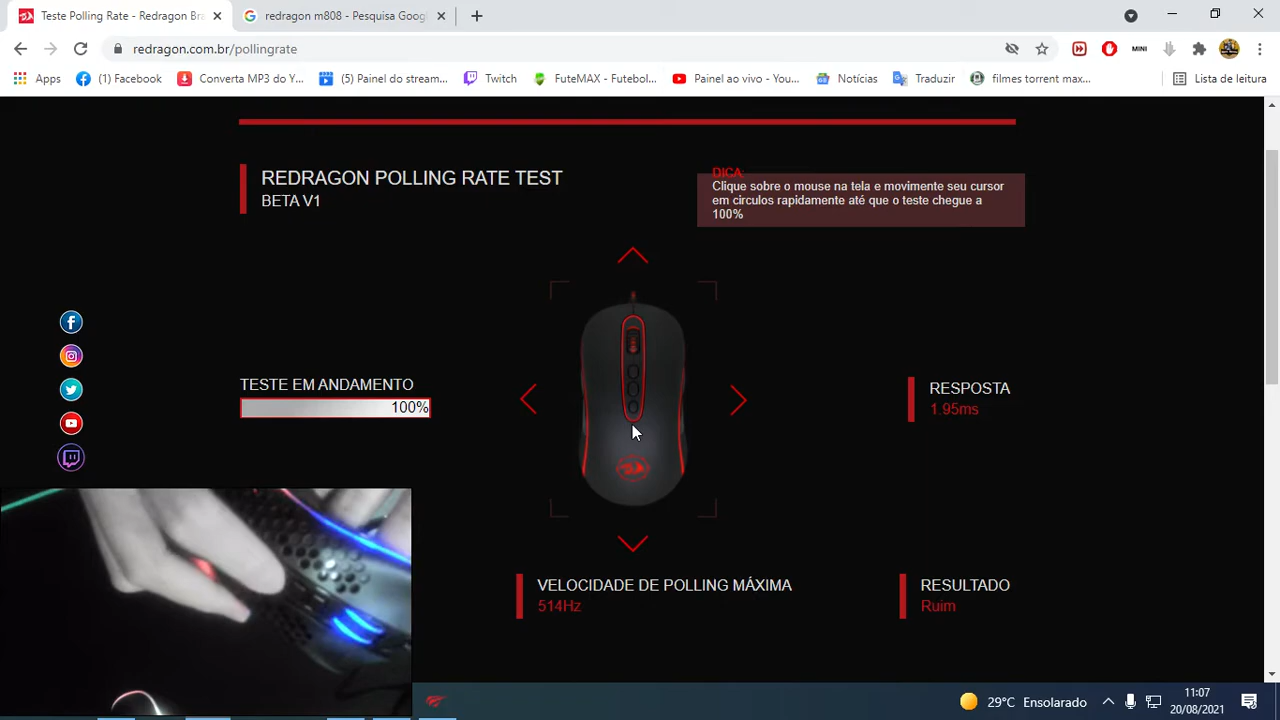 Teste Polling Rate - Redragon Bra
redragon m808 - Pesquisa Goog
redragon.com.br/pollingrate
MINI
Apps
(1) Facebook
Converta MP3 do Y...
(5) Painel do stream...
Twitch
FuteMAX - Futebol...
Painel ao vivo - You...
Notícias
Traduzir
filmes torrent max...
Lista de leitura
REDRAGON POLLING RATE TEST
BETA V1
DICA:
Clique sobre o mouse na tela e movimente seu cursor
em circulos rapidamente até que o teste chegue a
100%
TESTE EM ANDAMENTO
100%
RESPOSTA
1.95ms
VELOCIDADE DE POLLING MÁXIMA
514Hz
RESULTADO
Ruim
29°C Ensolarado
11:07
20/08/2021